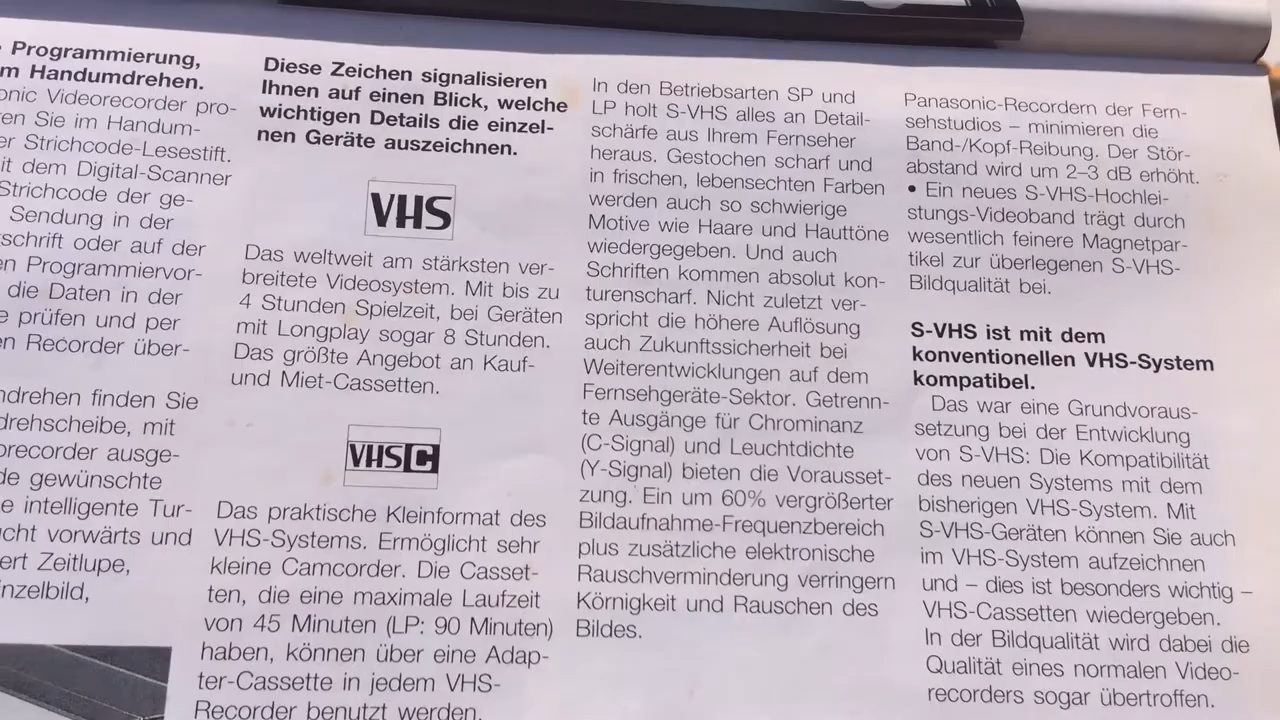 Programmierung,
m Handumdrehen.
onic Videorecorder pro-
en Sie im Handum-
er Strichcode-Lesestift.
it dem Digital-Scanner
Strichcode der ge-
Sendung in der
schrift oder auf der
en Programmiervor-
die Daten in der
e prüfen und per
en Recorder über-
ndrehen finden Sie
drehscheibe, mit
orecorder ausge-
de gewünschte
e intelligente Tur-
cht vorwärts und
ert Zeitlupe,
inzelbild,
Diese Zeichen signalisieren
Ihnen auf einen Blick, welche
wichtigen Details die einzel-
nen Geräte auszeichnen.
VHS
Das weltweit am stärksten ver-
breitete Videosystem. Mit bis zu
4 Stunden Spielzeit, bei Geräten
mit Longplay sogar 8 Stunden.
Das größte Angebot an Kauf-
und Miet-Cassetten.
VHS C
Das praktische Kleinformat des
VHS-Systems. Ermöglicht sehr
kleine Camcorder. Die Casset-
ten, die eine maximale Laufzeit
von 45 Minuten (LP: 90 Minuten)
haben, können über eine Adap-
ter-Cassette in jedem VHS-
Recorder benutzt werden.
In den Betriebsarten SP und
LP holt S-VHS alles an Detail-
schärfe aus Ihrem Fernseher
heraus. Gestochen scharf und
in frischen, lebensechten Farben
werden auch so schwierige
Motive wie Haare und Hauttöne
wiedergegeben. Und auch
Schriften kommen absolut kon-
turenscharf. Nicht zuletzt ver-
spricht die höhere Auflösung
auch Zukunftssicherheit bei
Weiterentwicklungen auf dem
Fernsehgeräte-Sektor. Getrenn-
te Ausgänge für Chrominanz
(C-Signal) und Leuchtdichte
(Y-Signal) bieten die Vorausset-
zung. Ein um 60% vergrößerter
Bildaufnahme-Frequenzbereich
plus zusätzliche elektronische
Rauschverminderung verringern
Körnigkeit und Rauschen des
Bildes.
Panasonic-Recordern der Fern-
sehstudios – minimieren die
Band-/Kopf-Reibung. Der Stör-
abstand wird um 2–3 dB erhöht.
• Ein neues S-VHS-Hochlei-
stungs-Videoband trägt durch
wesentlich feinere Magnetpar-
tikel zur überlegenen S-VHS-
Bildqualität bei.
S-VHS ist mit dem
konventionellen VHS-System
kompatibel.
Das war eine Grundvoraus-
setzung bei der Entwicklung
von S-VHS: Die Kompatibilität
des neuen Systems mit dem
bisherigen VHS-System. Mit
S-VHS-Geräten können Sie auch
im VHS-System aufzeichnen
und – dies ist besonders wichtig –
VHS-Cassetten wiedergeben.
In der Bildqualität wird dabei die
Qualität eines normalen Video-
recorders sogar übertroffen.